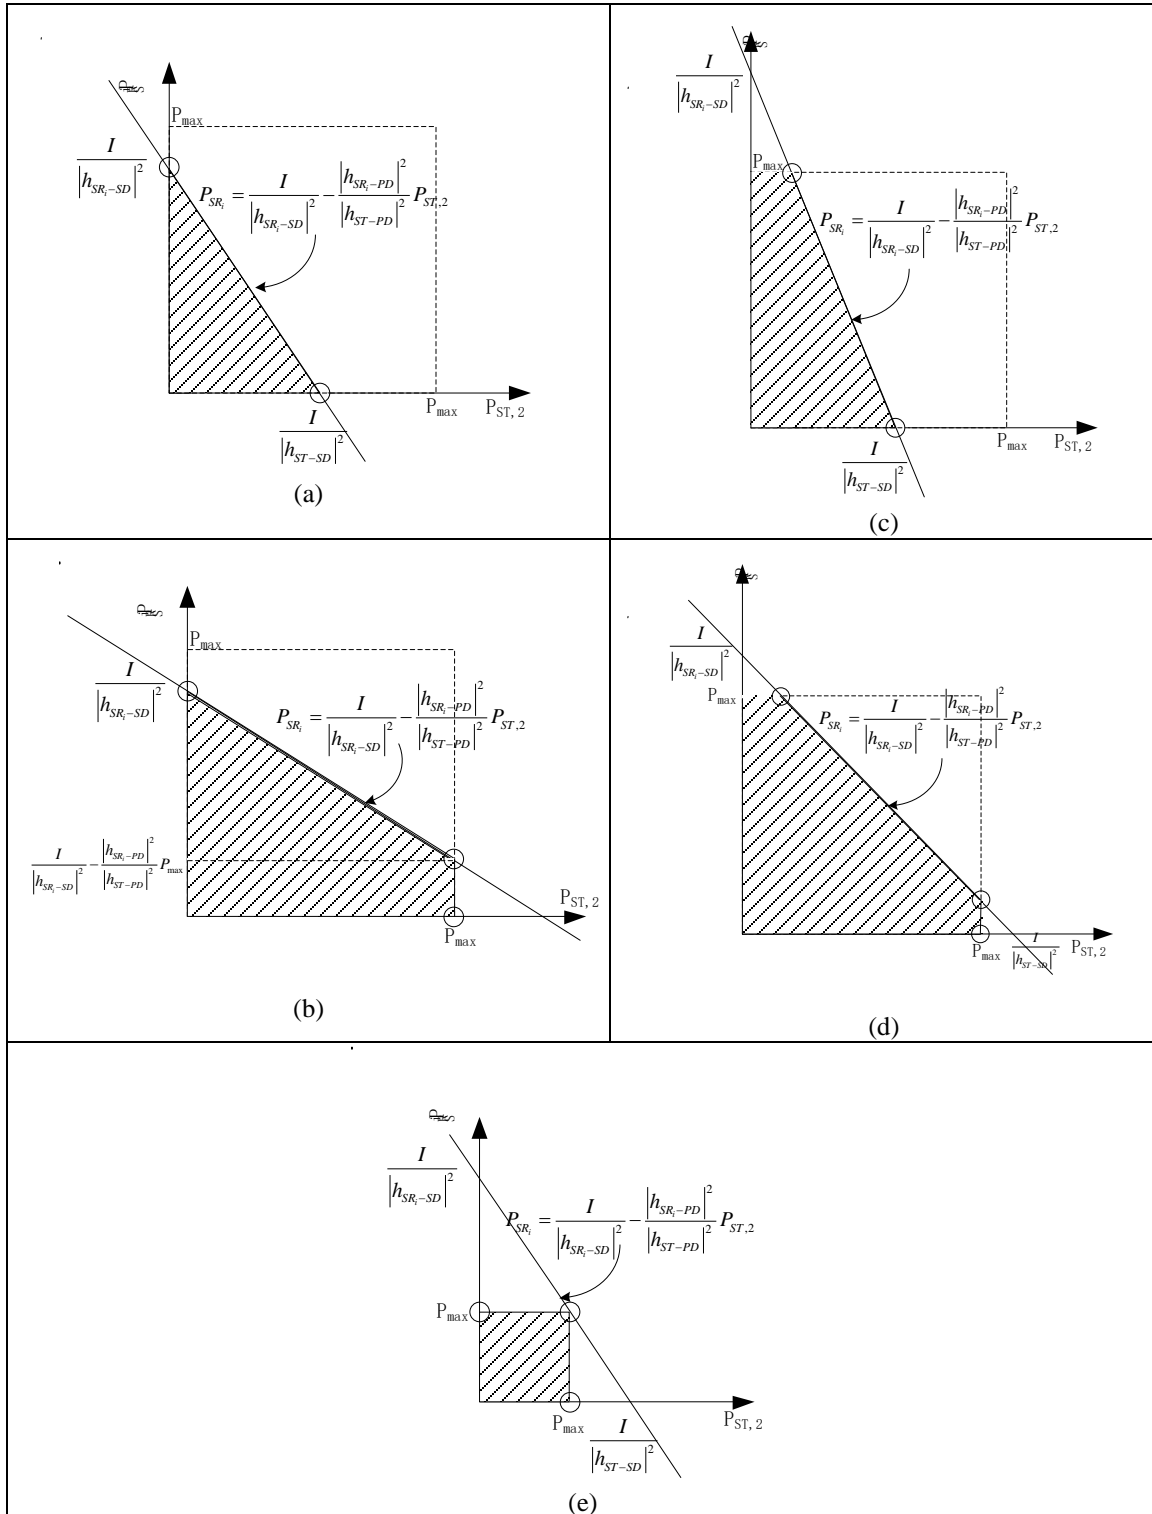 P_max
I / |h_{SR_i-SD}|^2
P_{SR_i} = I / |h_{SR_i-SD}|^2 - |h_{SR_i-PD}|^2 / |h_{ST-PD}|^2 P_{ST,2}
P_max P_{ST, 2}
I / |h_{ST-SD}|^2
(a)
I / |h_{SR_i-SD}|^2
P_max
P_{SR_i} = I / |h_{SR_i-SD}|^2 - |h_{SR_i-PD}|^2 / |h_{ST-PD}|^2 P_{ST,2}
P_max P_{ST, 2}
I / |h_{ST-SD}|^2
(c)
P_max
I / |h_{SR_i-SD}|^2
P_{SR_i} = I / |h_{SR_i-SD}|^2 - |h_{SR_i-PD}|^2 / |h_{ST-PD}|^2 P_{ST,2}
I / |h_{SR_i-SD}|^2 - |h_{SR_i-PD}|^2 / |h_{ST-PD}|^2 P_max
P_{ST, 2}
P_max
(b)
I / |h_{SR_i-SD}|^2
P_max
P_{SR_i} = I / |h_{SR_i-SD}|^2 - |h_{SR_i-PD}|^2 / |h_{ST-PD}|^2 P_{ST,2}
P_max I / |h_{ST-SD}|^2 P_{ST, 2}
(d)
I / |h_{SR_i-SD}|^2
P_{SR_i} = I / |h_{SR_i-SD}|^2 - |h_{SR_i-PD}|^2 / |h_{ST-PD}|^2 P_{ST,2}
P_max
P_max P_{ST, 2}
I / |h_{ST-SD}|^2
(e)